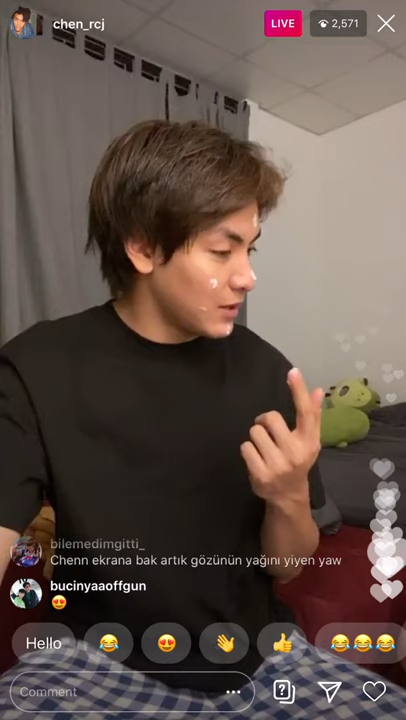 chen_rcj
LIVE
2,571
bilemedimgitti_
Chenn ekrana bak artık gözünün yağını yiyen yaw
bucinyaaoffgun
😍
Hello 😂 😍 👋 👍 😂😂😂
Comment